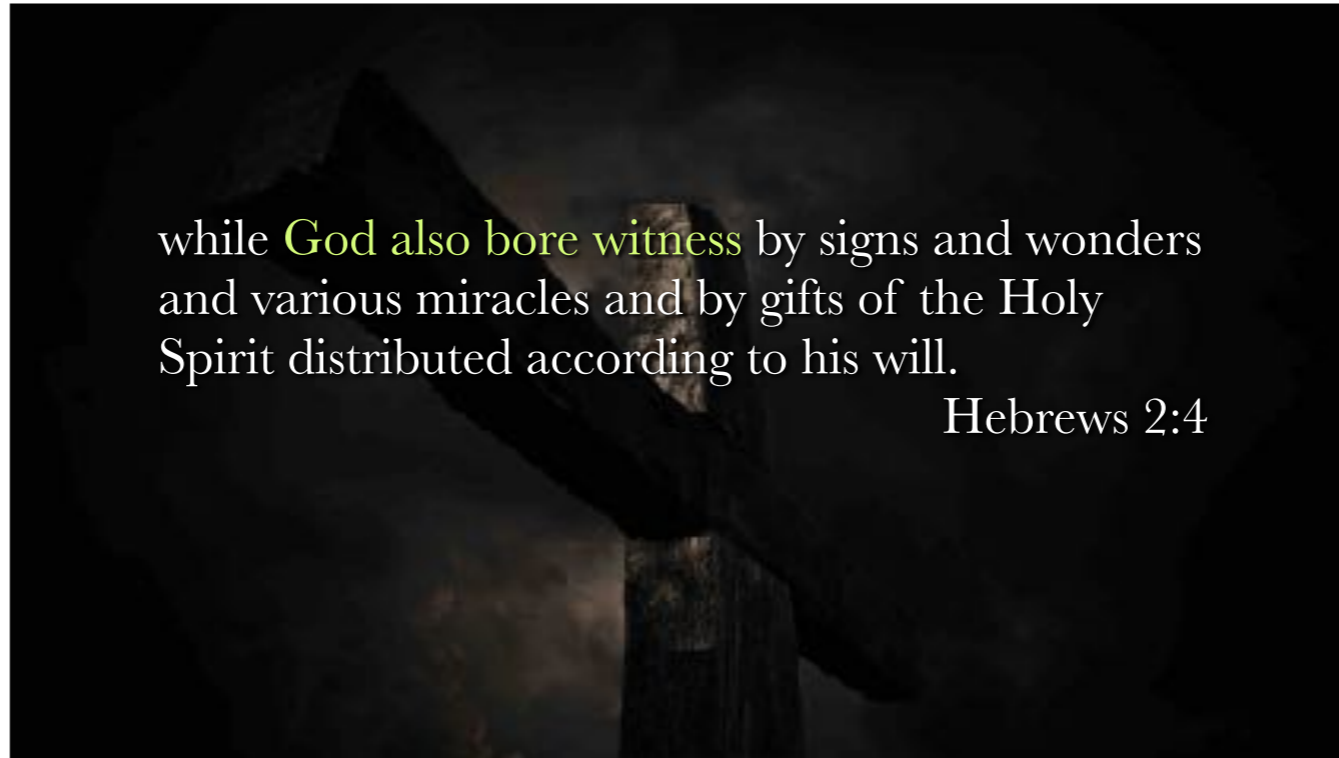 while God also bore witness by signs and wonders
and various miracles and by gifts of the Holy
Spirit distributed according to his will.
Hebrews 2:4